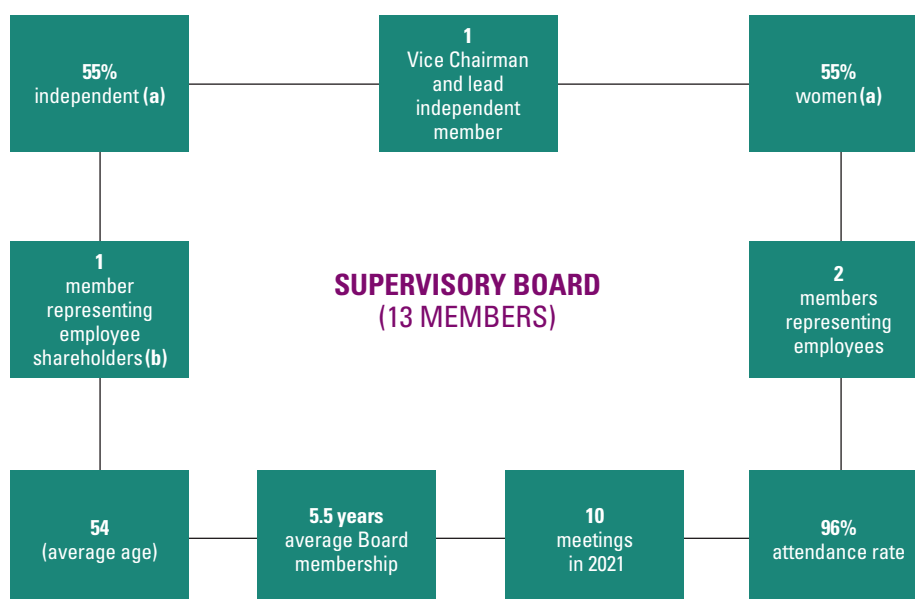 55%
independent (a)
1
Vice Chairman
and lead
independent
member
55%
women (a)
1
member
representing
employee
shareholders (b)
SUPERVISORY BOARD
(13 MEMBERS)
2
members
representing
employees
54
(average age)
5.5 years
average Board
membership
10
meetings
in 2021
96%
attendance rate